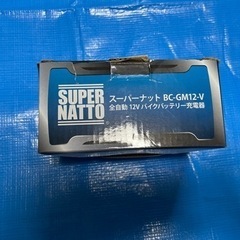 SUPER
NATTO
スーパーナット BC-GM12-V
全自動 12V バイクバッテリー充電器